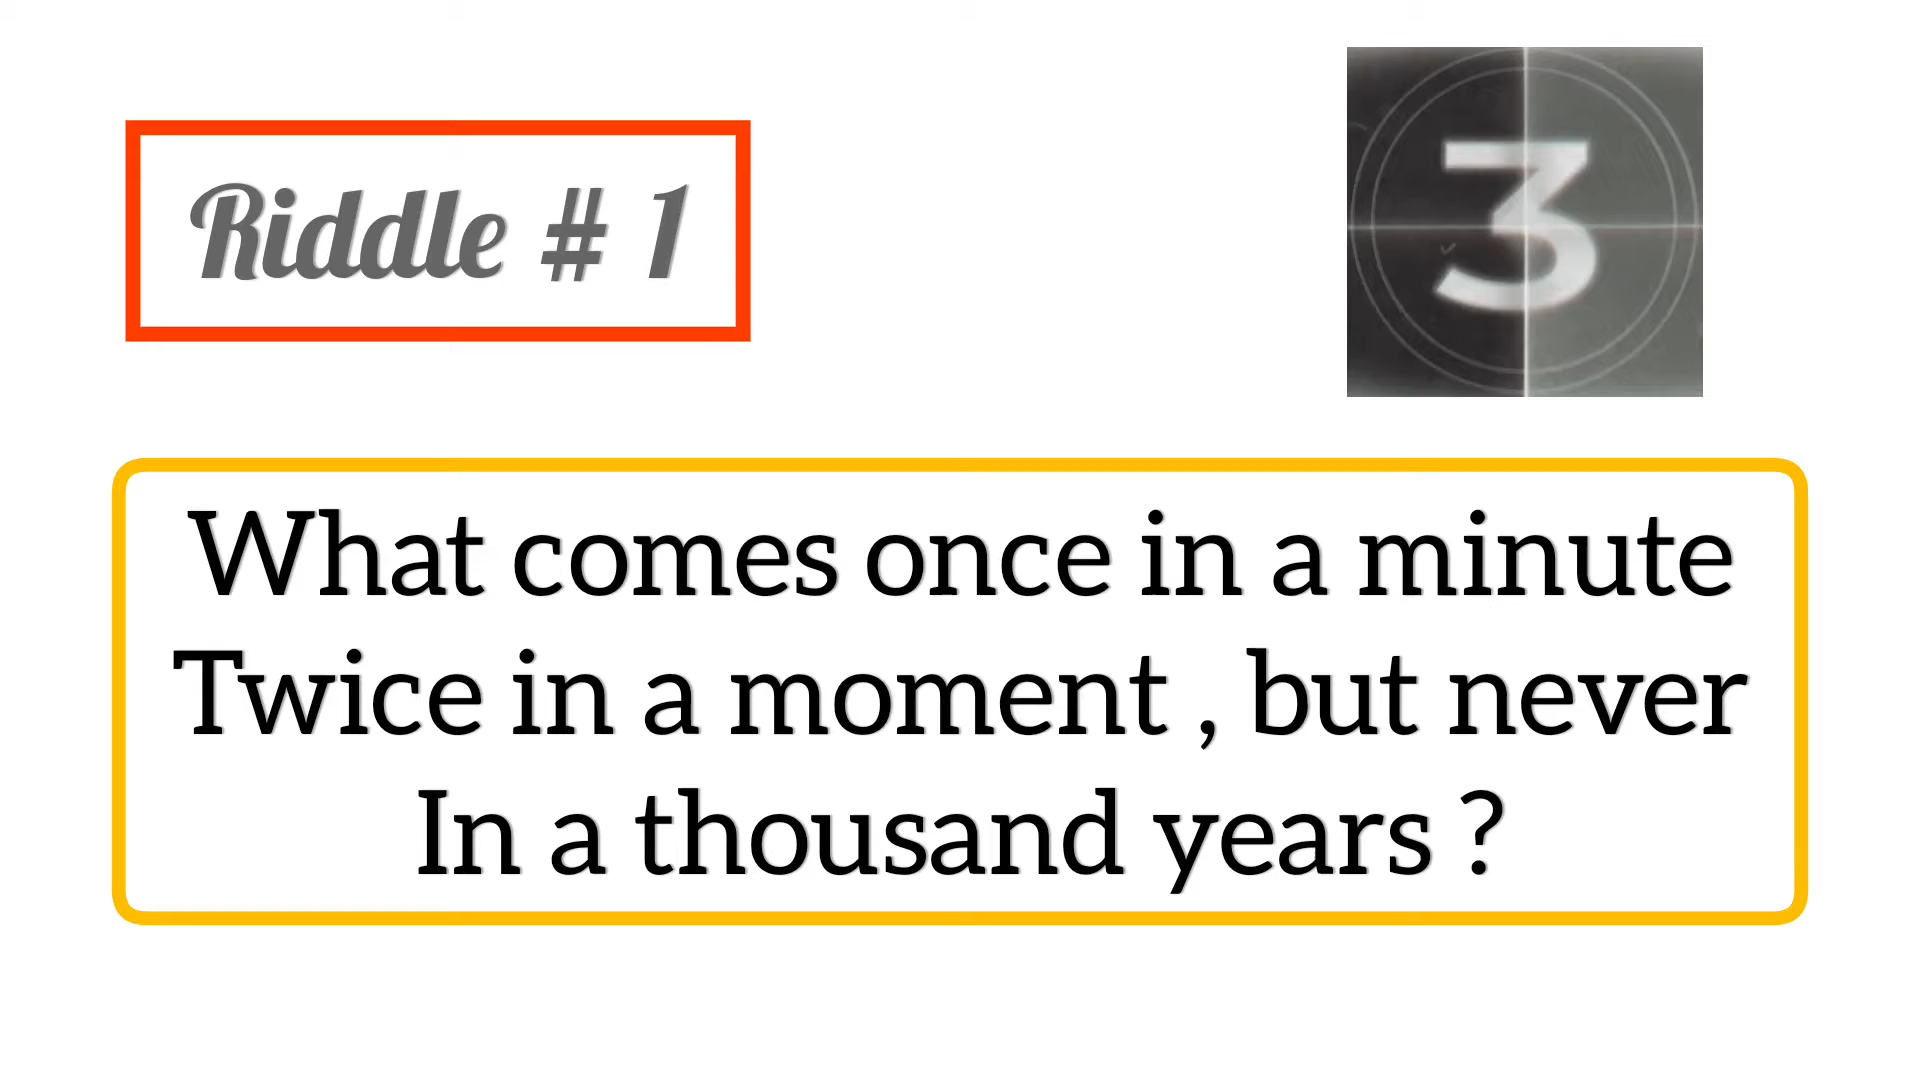 Riddle # 1
3
What comes once in a minute
Twice in a moment , but never
In a thousand years ?